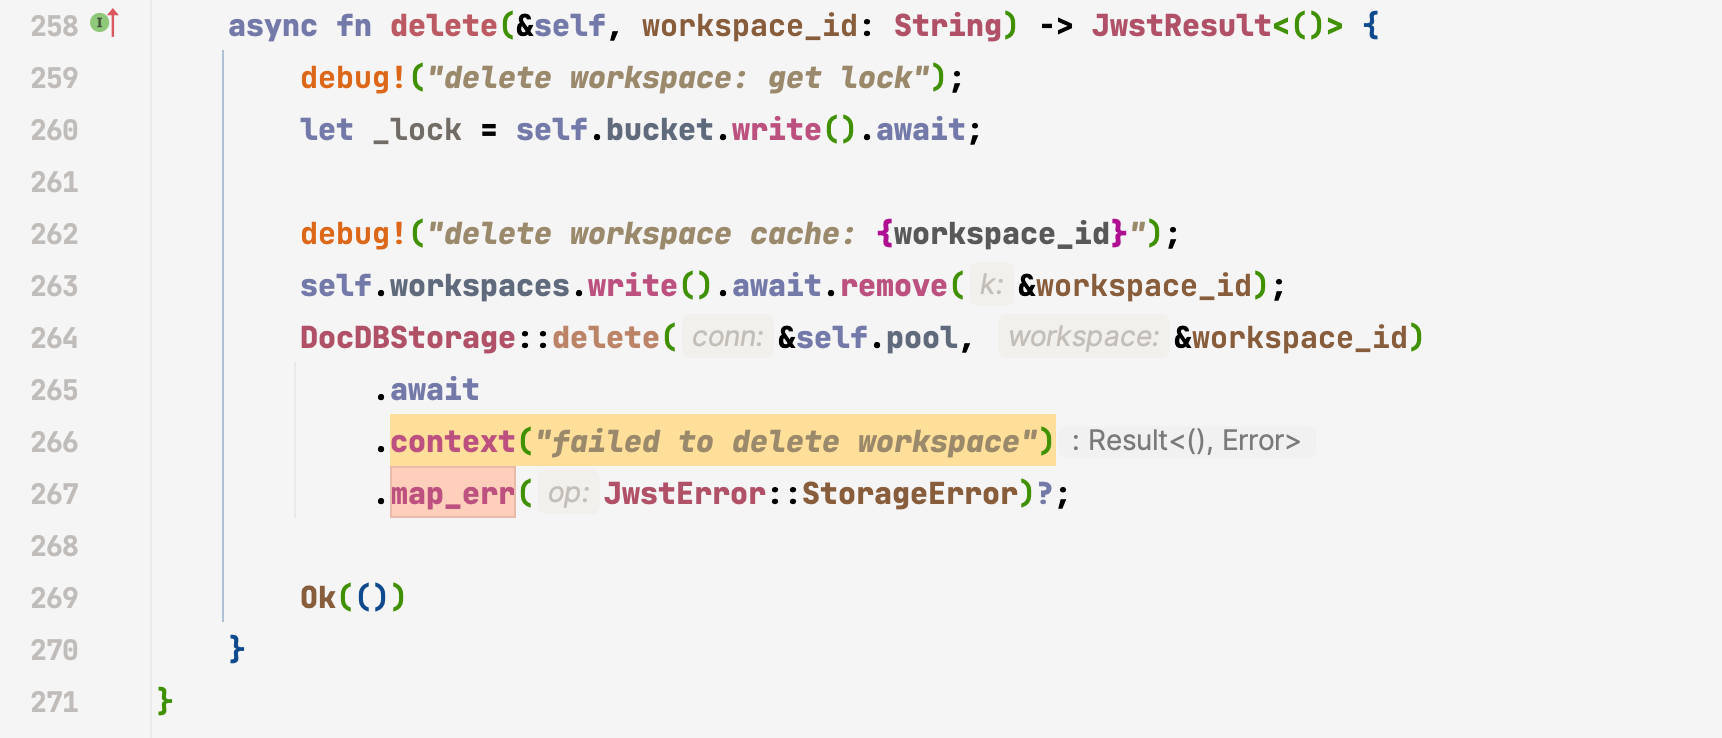 258 async fn delete(&self, workspace_id: String) -> JwstResult<()> {
259 debug!("delete workspace: get lock");
260 let _lock = self.bucket.write().await;
261
262 debug!("delete workspace cache: {workspace_id}");
263 self.workspaces.write().await.remove( k: &workspace_id);
264 DocDBStorage::delete( conn: &self.pool, workspace: &workspace_id)
265 .await
266 .context("failed to delete workspace") : Result<(), Error>
267 .map_err( op: JwstError::StorageError)?;
268
269 Ok(())
270 }
271 }